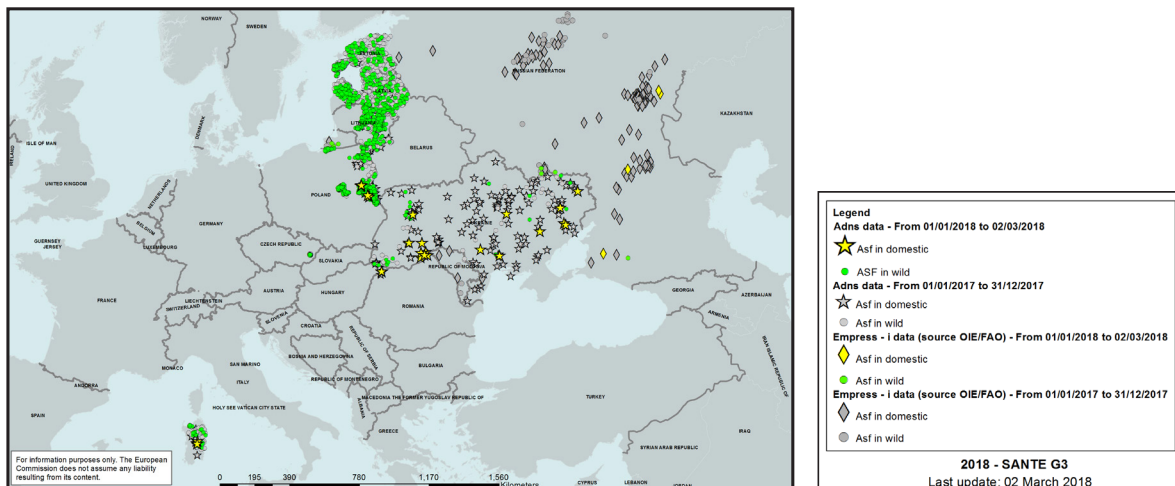 NORWAY
SWEDEN
ESTONIA
RUSSIAN FEDERATION
LATVIA
KAZAKHSTAN
DENMARK
LITHUANIA
IRELAND
ISLE OF MAN
BELARUS
UNITED KINGDOM
NETHERLANDS
POLAND
BELGIUM
GERMANY
UKRAINE
GUERNSEY
JERSEY
LUXEMBOURG
CZECH REPUBLIC
SLOVAKIA
REPUBLIC OF MOLDOVA
AUSTRIA
HUNGARY
FRANCE
LIECHTENSTEIN
SWITZERLAND
ROMANIA
GEORGIA
AZERBAIJAN
SLOVENIA
CROATIA
ARMENIA
BOSNIA AND HERZEGOVINA
REPUBLIC OF SERBIA
IRAN ISLAMIC REPUBLIC OF
SAN MARINO
MONACO
BULGARIA
ITALY
REPUBLIC OF MONTENEGRO
ANDORRA
MACEDONIA THE FORMER YUGOSLAV REPUBLIC OF
ALBANIA
TURKEY
HOLY SEE VATICAN CITY STATE
SPAIN
GREECE
IRAQ
SYRIAN ARAB REPUBLIC
CYPRUS
LEBANON
JORDAN
For information purposes only. The European
Commission does not assume any liability
resulting from its content.
0 195 390 780 1,170 1,560
Kilometers
Legend
Adns data - From 01/01/2018 to 02/03/2018
Asf in domestic
ASF in wild
Adns data - From 01/01/2017 to 31/12/2017
Asf in domestic
Asf in wild
Empress - i data (source OIE/FAO) - From 01/01/2018 to 02/03/2018
Asf in domestic
Asf in wild
Empress - i data (source OIE/FAO) - From 01/01/2017 to 31/12/2017
Asf in domestic
Asf in wild
2018 - SANTE G3
Last update: 02 March 2018